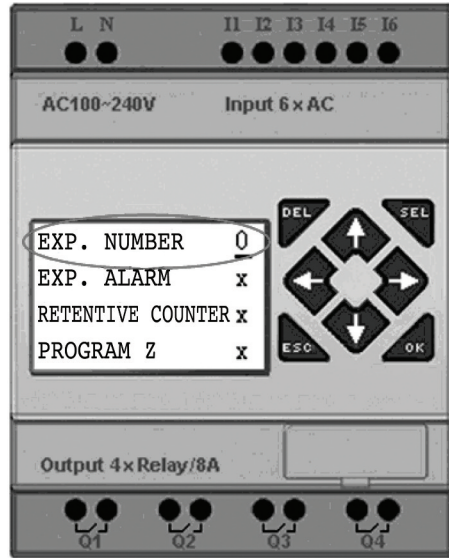 L N I1 I2 I3 I4 I5 I6
AC100~240V Input 6×AC
DEL SEL
EXP. NUMBER 0
EXP. ALARM x
RETENTIVE COUNTER x
PROGRAM Z x
ESC OK
Output 4×Relay/8A
Q1 Q2 Q3 Q4